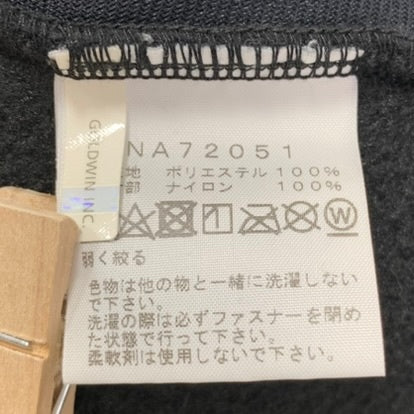 GOLDWIN INC.
NA72051
地 ポリエステル 100%
部 ナイロン 100%
弱く絞る
色物は他の物と一緒に洗濯しない
で下さい。
洗濯の際は必ずファスナーを閉め
た状態で行って下さい。
柔軟剤は使用しないで下さい。